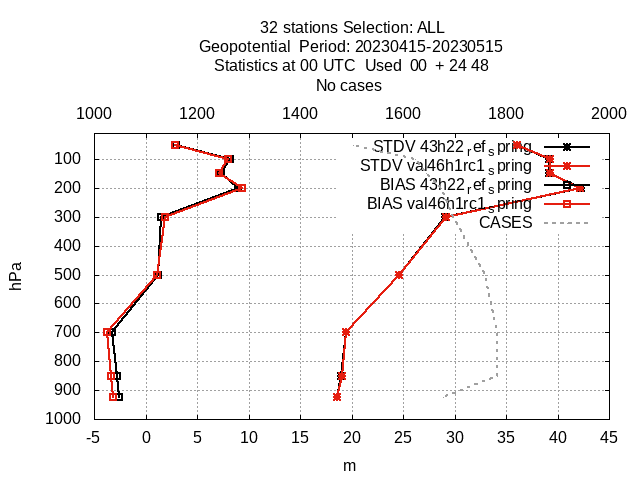 32 stations Selection: ALL
Geopotential  Period: 20230415-20230515
Statistics at 00 UTC  Used  00  + 24 48
No cases
1000 1200 1400 1600 1800 2000
STDV 43h22_ref_spring
STDV val46h1rc1_spring
BIAS 43h22_ref_spring
BIAS val46h1rc1_spring
CASES
100
200
300
400
500
600
700
800
900
1000
hPa
-5 0 5 10 15 20 25 30 35 40 45
m